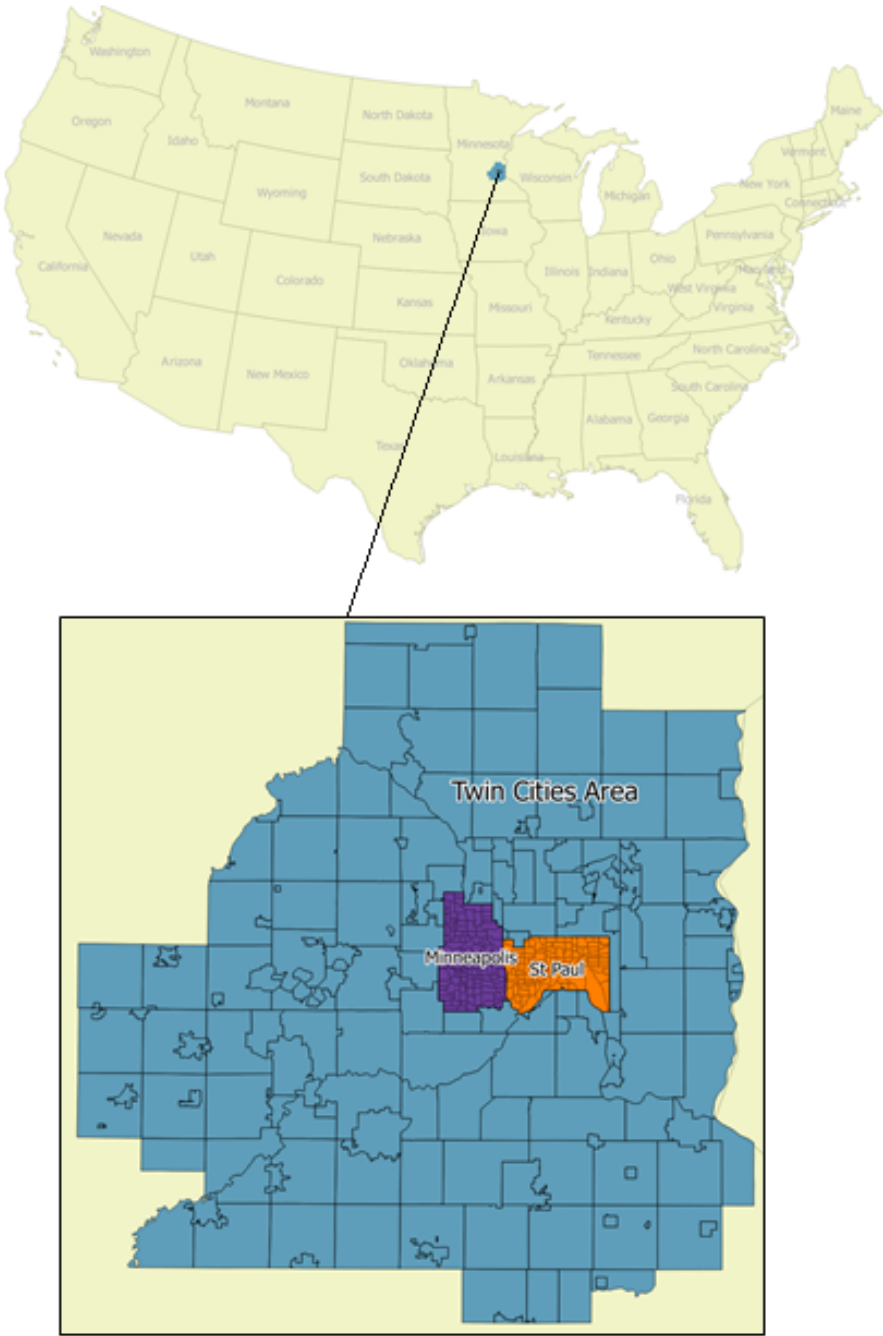 Washington
Maine
Montana
North Dakota
Oregon
Idaho
Minnesota
Vermont
South Dakota
Wisconsin
New York
Wyoming
Michigan
Connecticut
Nevada
Nebraska
Iowa
Pennsylvania
Utah
Ohio
California
Colorado
Illinois
Indiana
Maryland
West Virginia
Kansas
Missouri
Virginia
Kentucky
Arizona
Oklahoma
Tennessee
North Carolina
New Mexico
Arkansas
South Carolina
Texas
Alabama
Georgia
Louisiana
Florida
Twin Cities Area
Minneapolis
St Paul